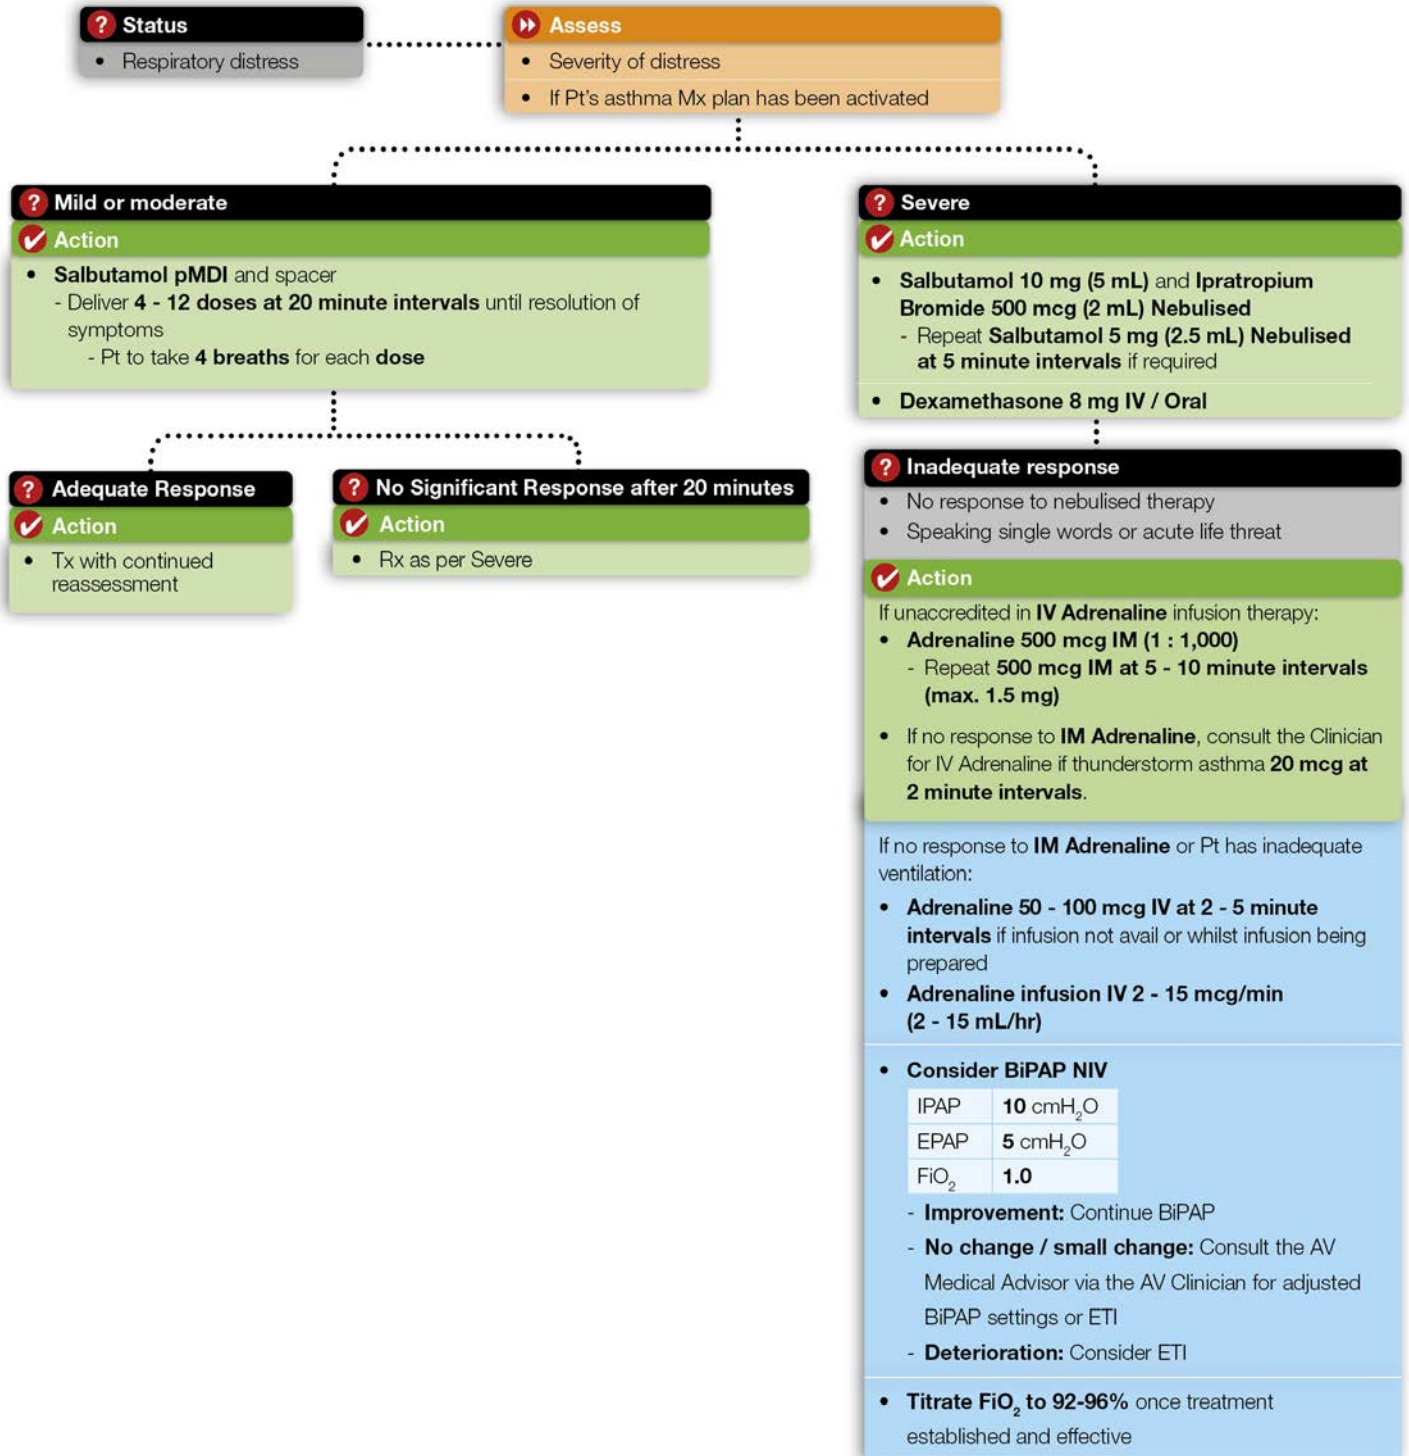 Status
• Respiratory distress
Assess
• Severity of distress
• If Pt's asthma Mx plan has been activated
Mild or moderate
Action
• Salbutamol pMDI and spacer
- Deliver 4 - 12 doses at 20 minute intervals until resolution of
symptoms
- Pt to take 4 breaths for each dose
Adequate Response
Action
• Tx with continued
reassessment
No Significant Response after 20 minutes
Action
• Rx as per Severe
Severe
Action
• Salbutamol 10 mg (5 mL) and Ipratropium
Bromide 500 mcg (2 mL) Nebulised
- Repeat Salbutamol 5 mg (2.5 mL) Nebulised
at 5 minute intervals if required
• Dexamethasone 8 mg IV / Oral
Inadequate response
• No response to nebulised therapy
• Speaking single words or acute life threat
Action
If unaccredited in IV Adrenaline infusion therapy:
• Adrenaline 500 mcg IM (1 : 1,000)
- Repeat 500 mcg IM at 5 - 10 minute intervals
(max. 1.5 mg)
• If no response to IM Adrenaline, consult the Clinician
for IV Adrenaline if thunderstorm asthma 20 mcg at
2 minute intervals.
If no response to IM Adrenaline or Pt has inadequate
ventilation:
• Adrenaline 50 - 100 mcg IV at 2 - 5 minute
intervals if infusion not avail or whilst infusion being
prepared
• Adrenaline infusion IV 2 - 15 mcg/min
(2 - 15 mL/hr)
• Consider BiPAP NIV
IPAP 10 cmH₂O
EPAP 5 cmH₂O
FiO₂ 1.0
- Improvement: Continue BiPAP
- No change / small change: Consult the AV
Medical Advisor via the AV Clinician for adjusted
BiPAP settings or ETI
- Deterioration: Consider ETI
• Titrate FiO₂ to 92-96% once treatment
established and effective